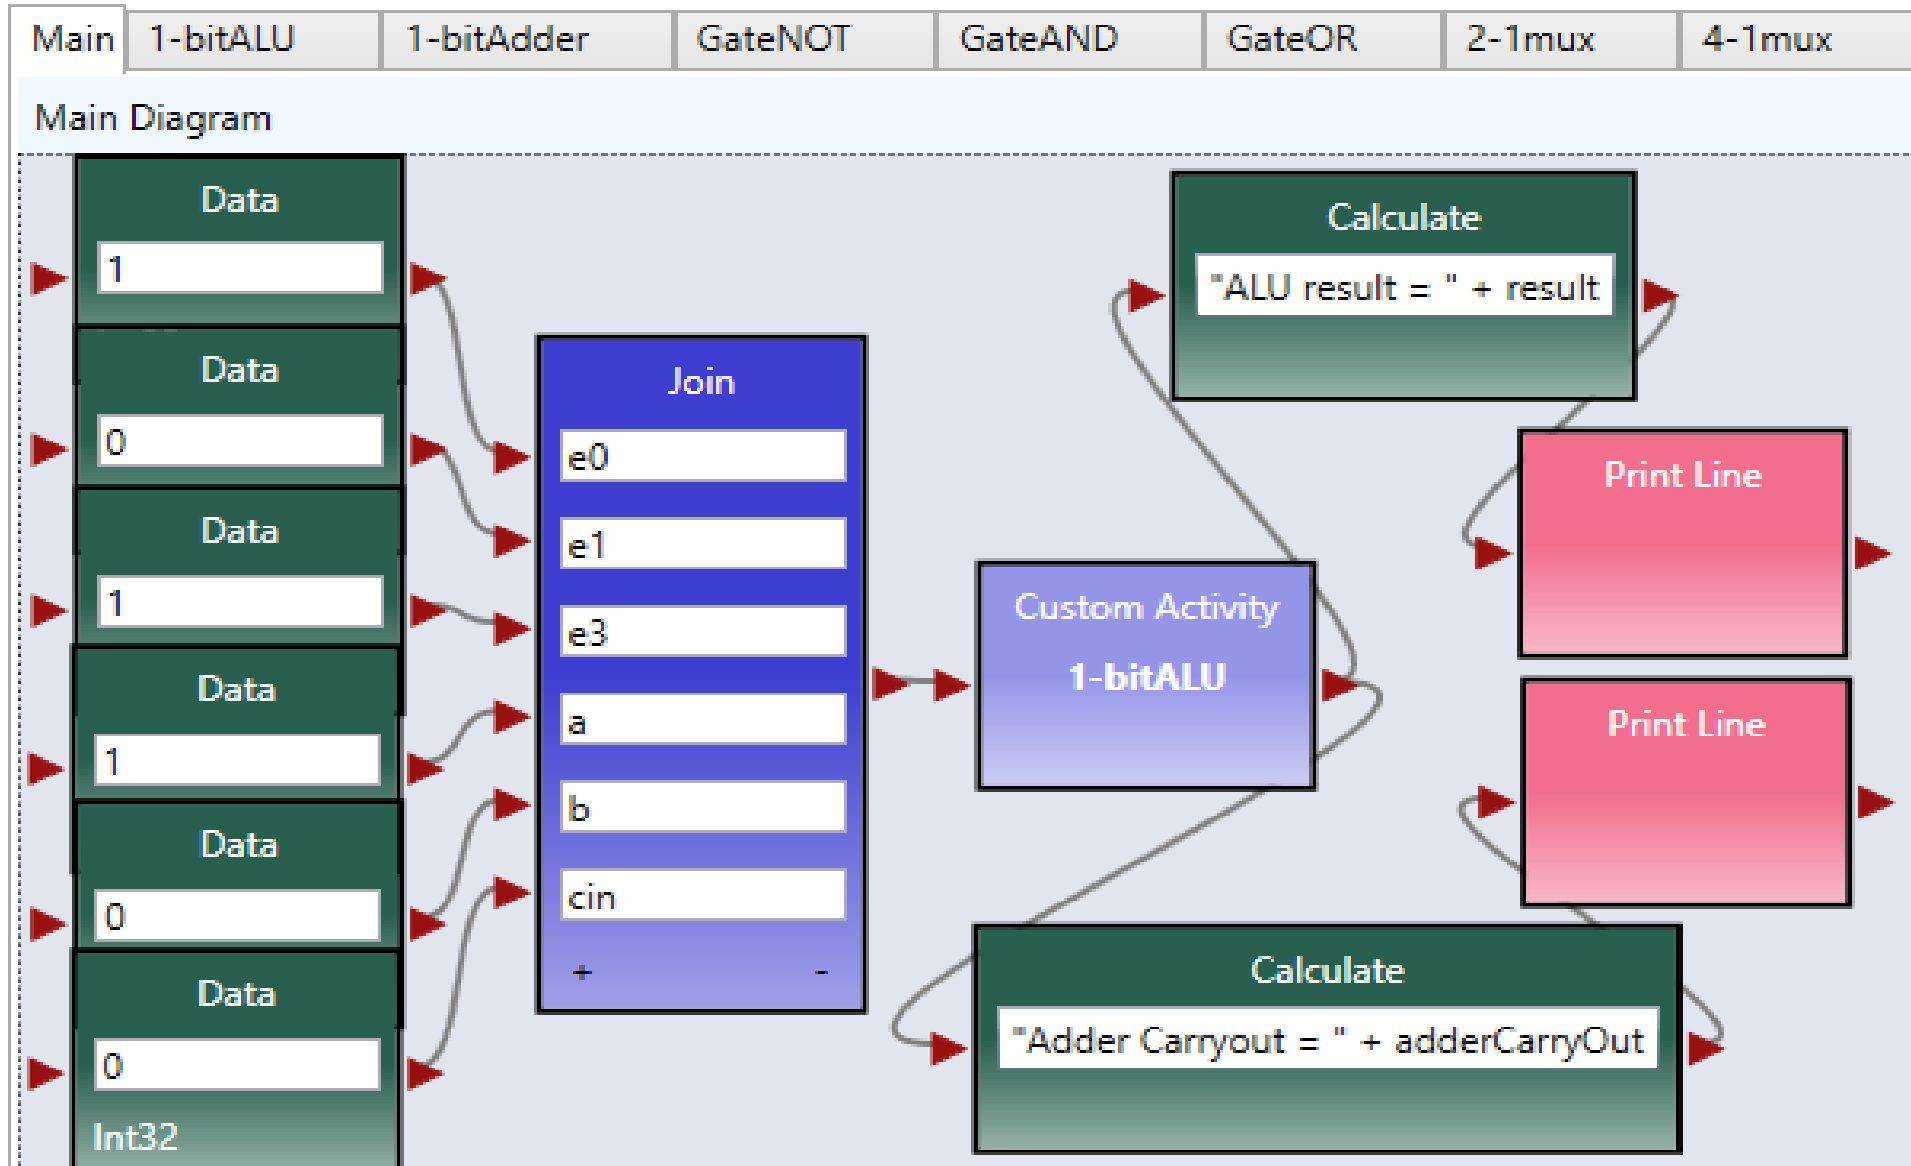 Main
1-bitALU
1-bitAdder
GateNOT
GateAND
GateOR
2-1mux
4-1mux
Main Diagram
Data
1
Data
0
Data
1
Data
1
Data
0
Data
0
Int32
Join
e0
e1
e3
a
b
cin
+ -
Custom Activity
1-bitALU
Calculate
"ALU result = " + result
Print Line
Print Line
Calculate
"Adder Carryout = " + adderCarryOut